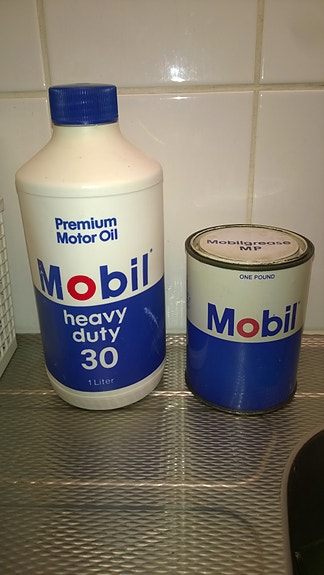 Premium
Motor Oil
Mobil
heavy
duty
30
1 Liter
Mobilgrease
MP
ONE POUND
Mobil